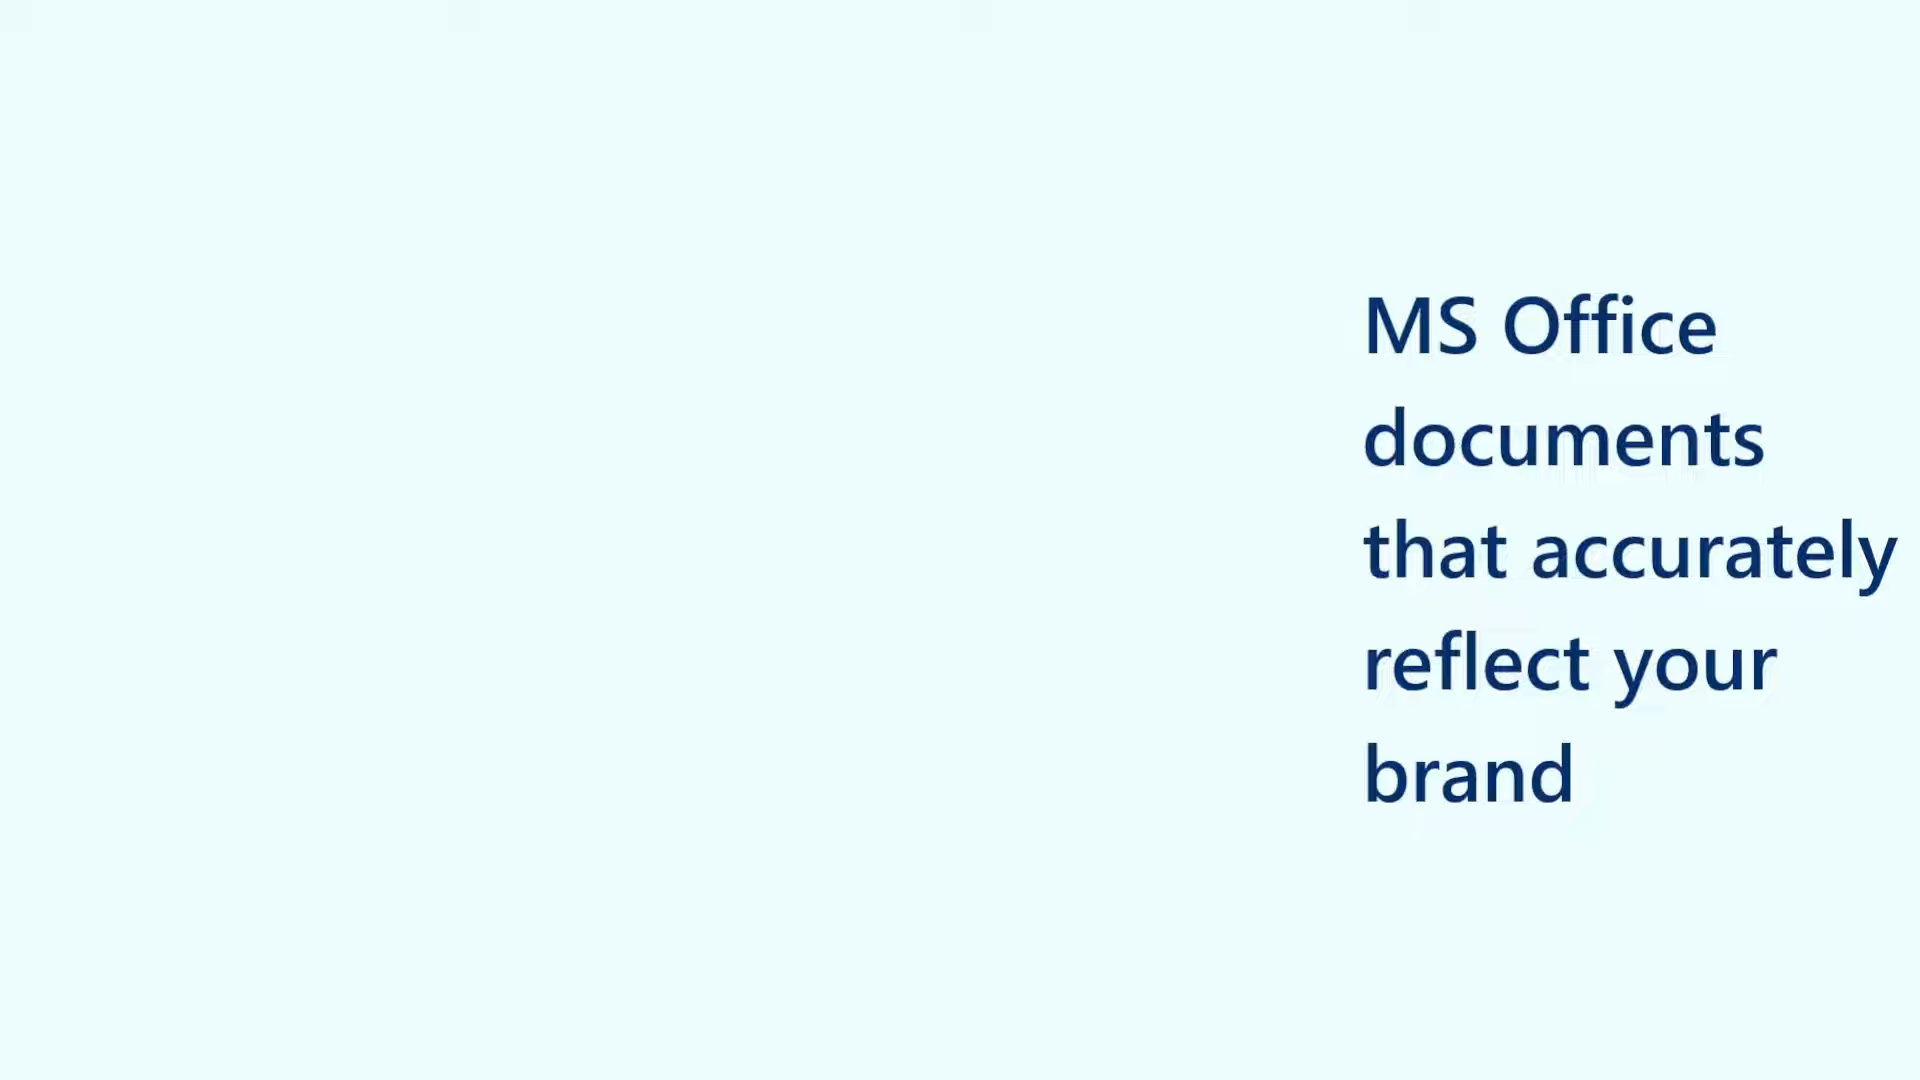 MS Office
documents
that accurately
reflect your
brand